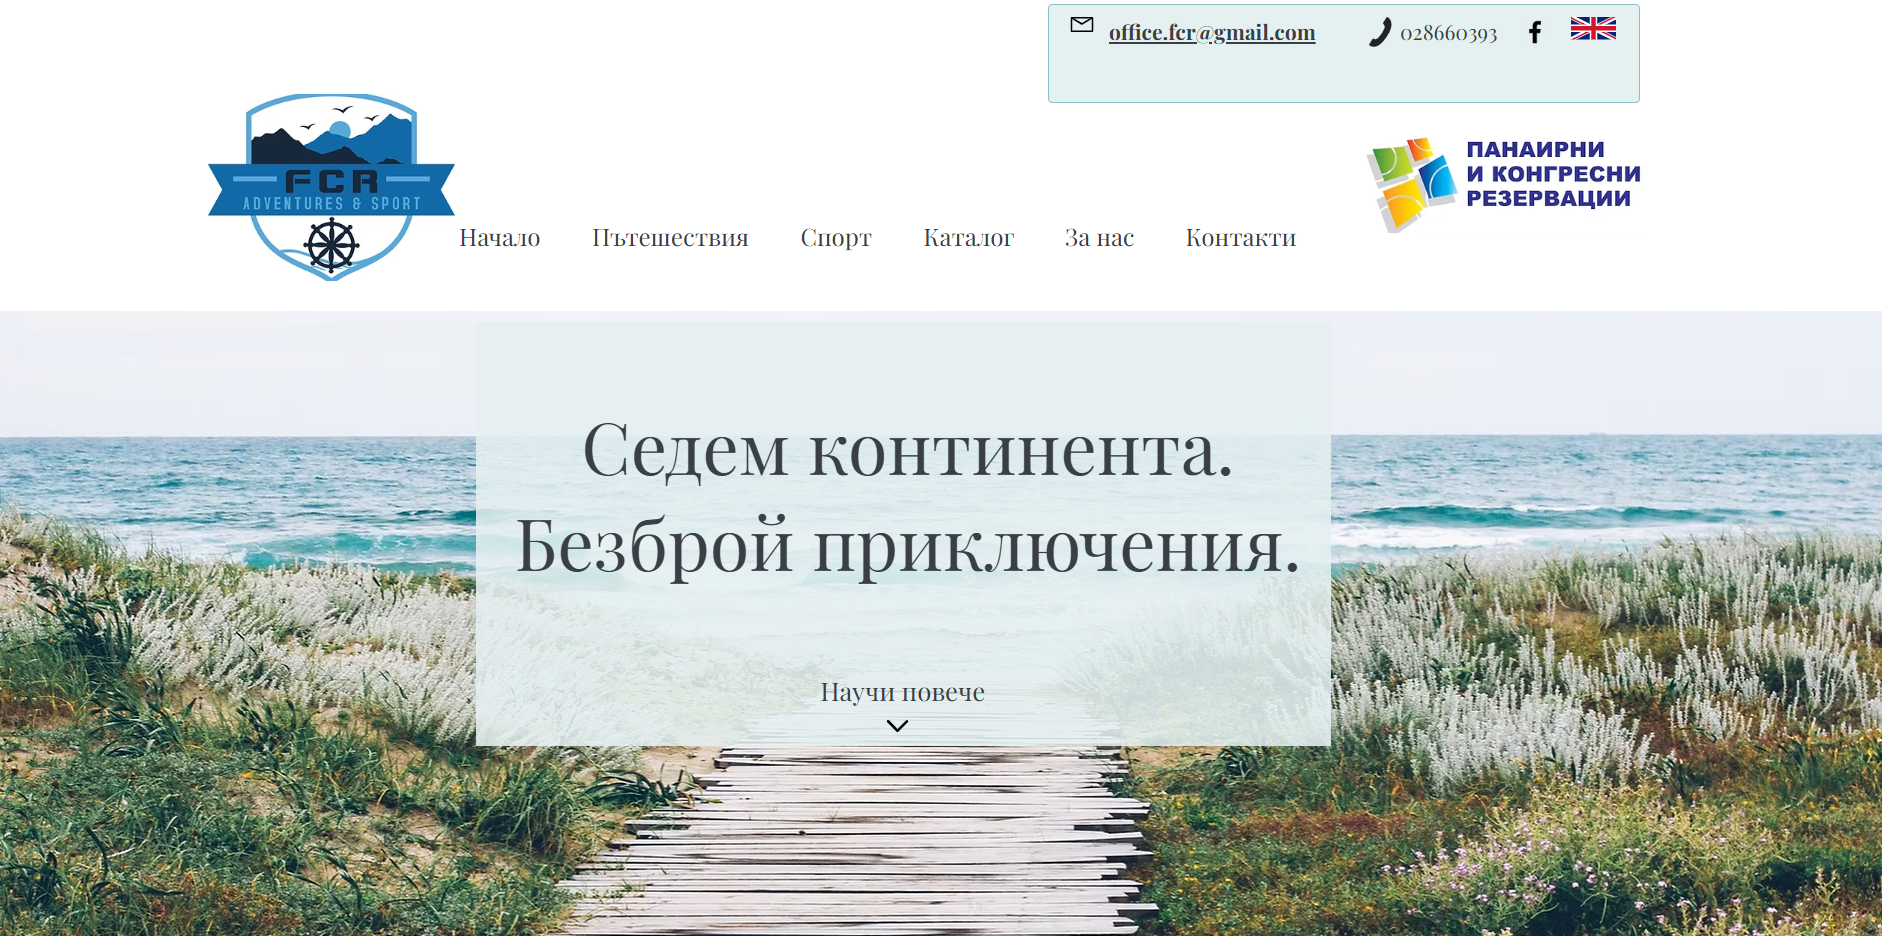 office.fcr@gmail.com
028660393
FCR
ADVENTURES & SPORT
ПАНАИРНИ
И КОНГРЕСНИ
РЕЗЕРВАЦИИ
Начало
Пътешествия
Спорт
Каталог
За нас
Контакти
Седем континента.
Безброй приключения.
Научи повече